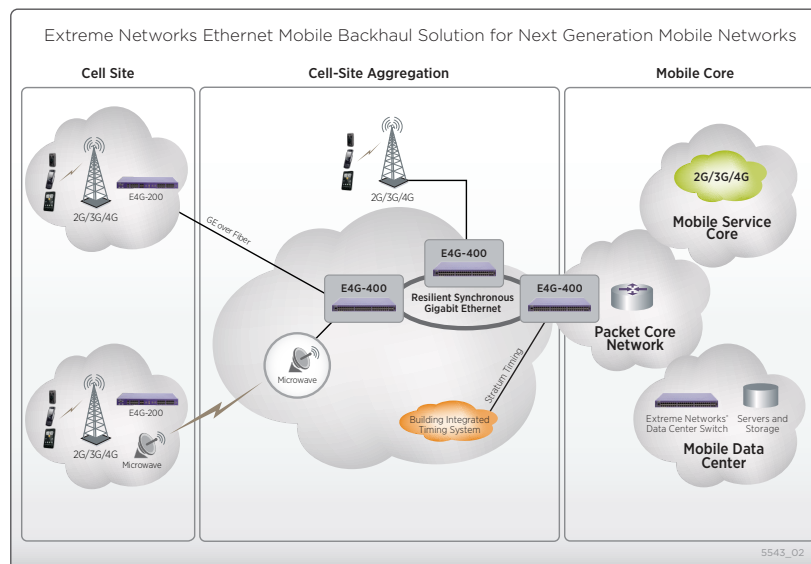 Extreme Networks Ethernet Mobile Backhaul Solution for Next Generation Mobile Networks
Cell Site
Cell-Site Aggregation
Mobile Core
E4G-200
2G/3G/4G
GE over Fiber
E4G-200
2G/3G/4G
Microwave
2G/3G/4G
E4G-400
E4G-400
E4G-400
Resilient Synchronous
Gigabit Ethernet
Microwave
Stratum Timing
Building Integrated
Timing System
2G/3G/4G
Mobile Service
Core
Packet Core
Network
Extreme Networks'
Data Center Switch
Servers and
Storage
Mobile Data
Center
5543_02